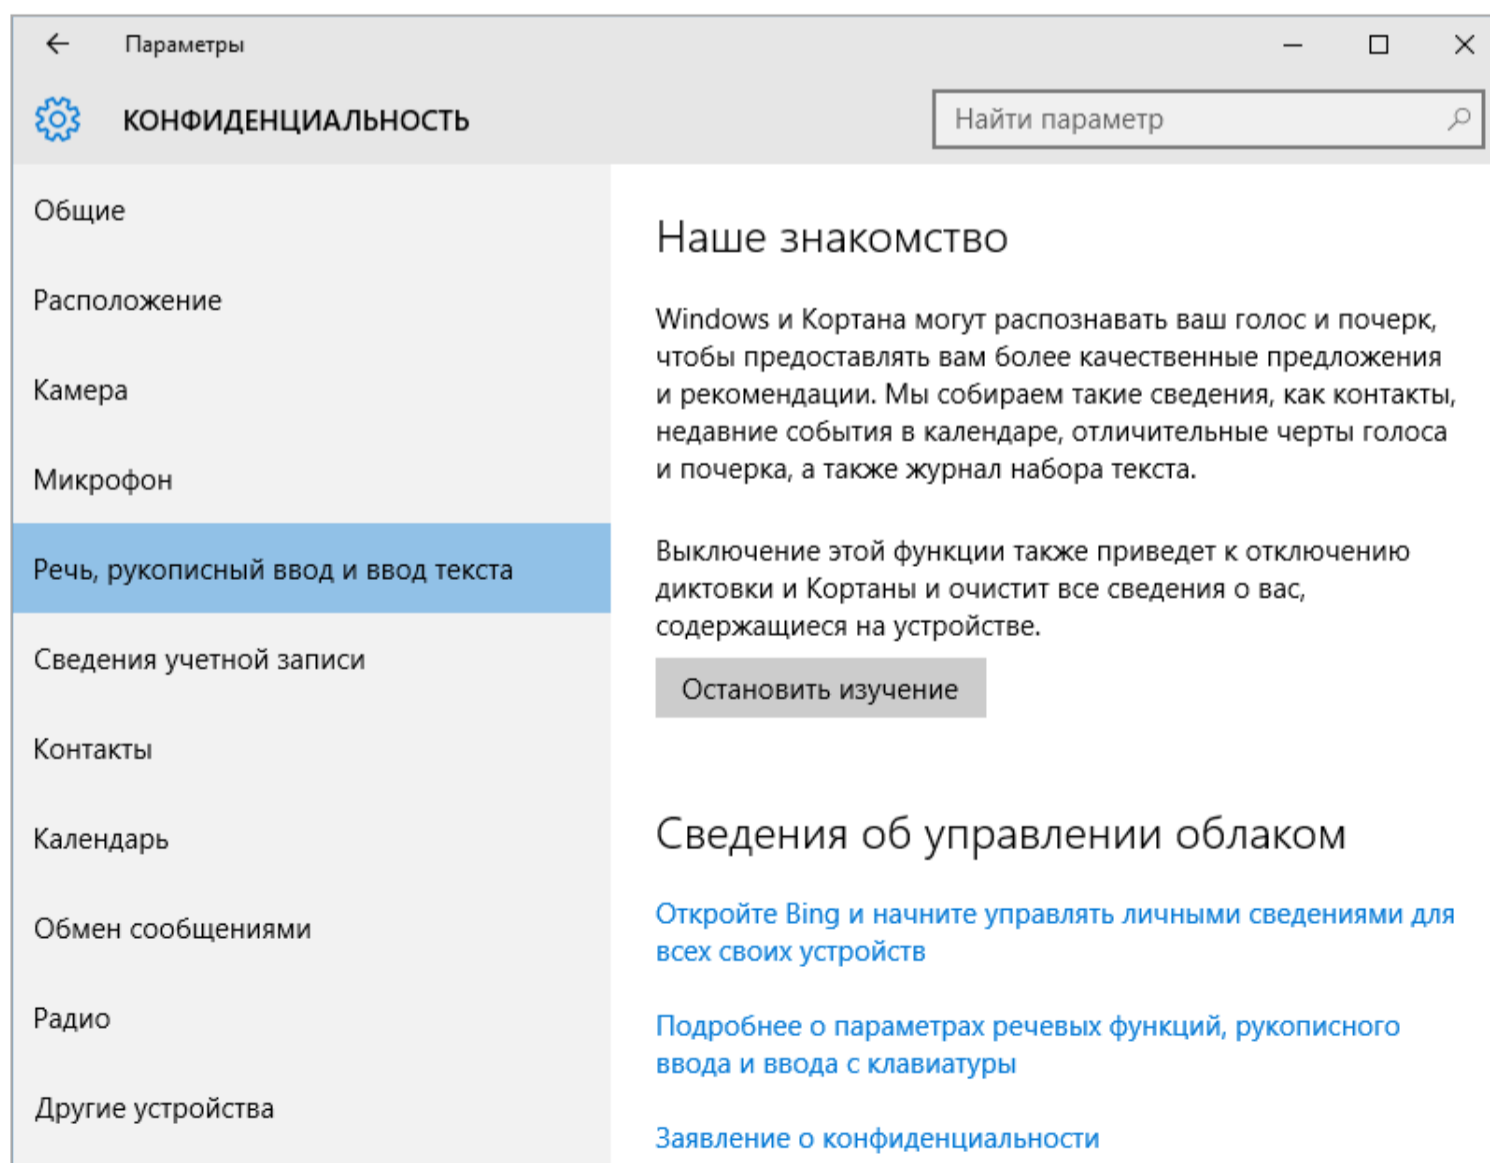 Параметры
КОНФИДЕНЦИАЛЬНОСТЬ
Найти параметр
Общие
Расположение
Камера
Микрофон
Речь, рукописный ввод и ввод текста
Сведения учетной записи
Контакты
Календарь
Обмен сообщениями
Радио
Другие устройства
Наше знакомство
Windows и Кортана могут распознавать ваш голос и почерк,
чтобы предоставлять вам более качественные предложения
и рекомендации. Мы собираем такие сведения, как контакты,
недавние события в календаре, отличительные черты голоса
и почерка, а также журнал набора текста.
Выключение этой функции также приведет к отключению
диктовки и Кортаны и очистит все сведения о вас,
содержащиеся на устройстве.
Остановить изучение
Сведения об управлении облаком
Откройте Bing и начните управлять личными сведениями для
всех своих устройств
Подробнее о параметрах речевых функций, рукописного
ввода и ввода с клавиатуры
Заявление о конфиденциальности